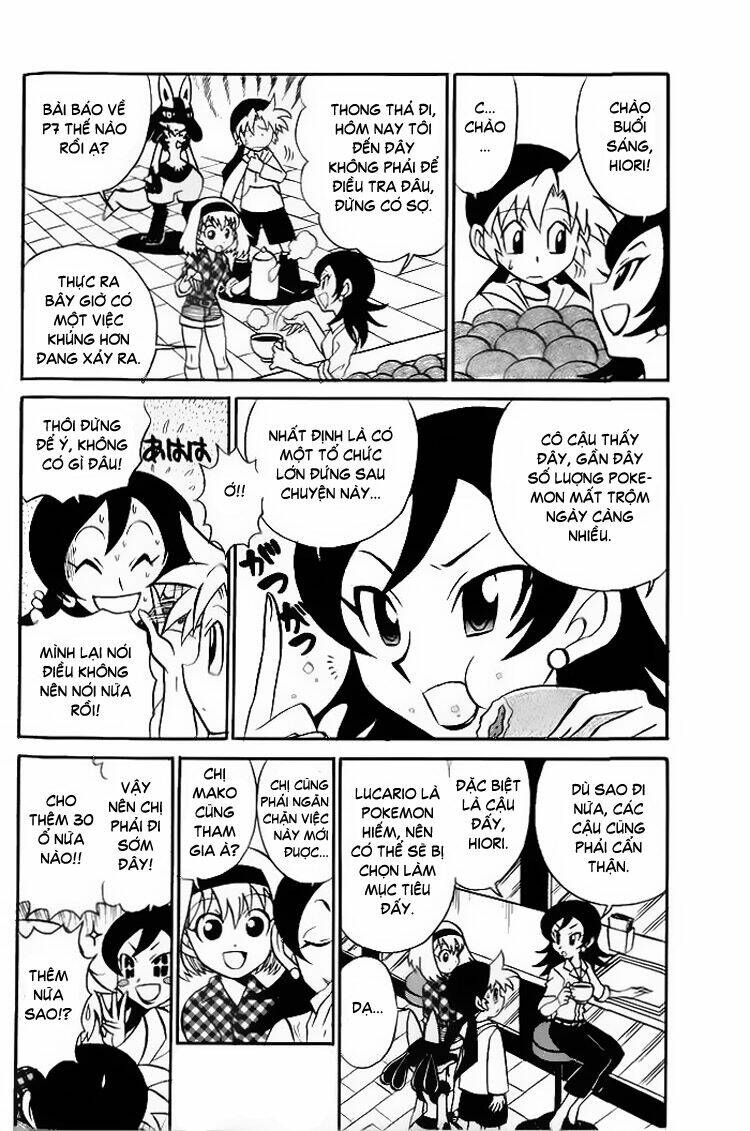 CHÀO
BUỔI
SÁNG,
HIORI!
C...
CHÀO
...
THONG THẢ ĐI,
HÔM NAY TÔI
ĐẾN ĐÂY
KHÔNG PHẢI ĐỂ
ĐIỀU TRA ĐÂU,
ĐỪNG CÓ SỢ.
BÀI BÁO VỀ
P7 THẾ NÀO
RỒI Ạ?
THỰC RA
BÂY GIỜ CÓ
MỘT VIỆC
KHỦNG HƠN
DANG XẢY RA.
CÔ CẬU THẤY
ĐẤY, GẦN ĐÂY
SỐ LƯỢNG POKE-
MON MẤT TRỘM
NGÀY CÀNG
NHIỀU.
NHẤT ĐỊNH LÀ CÓ
MỘT TỔ CHỨC
LỚN ĐỨNG SAU
CHUYỆN NÀY...
がつがつ
Ớ!!
あははは
THÔI ĐỪNG
ĐỂ Ý, KHÔNG
CÓ GÌ ĐÂU!
MÌNH LẠI NÓI
ĐIỀU KHÔNG
NÊN NÓI NỮA
RỒI!
DÙ SAO ĐI
NỮA, CÁC
CẬU CŨNG
PHẢI CẨN
THẬN.
ĐẶC BIỆT
LÀ CẬU
ĐẤY,
HIORI.
LUCARIO LÀ
POKEMON
HIẾM, NÊN
CÓ THỂ SẼ BỊ
CHỌN LÀM
MỤC TIÊU
ĐẤY.
DẠ...
CHỊ CŨNG
PHẢI NGĂN
CHẶN VIỆC
NÀY MỚI
ĐƯỢC...
CHỊ
MAKO
CŨNG
THAM
GIA À?
VẬY
NÊN CHỊ
PHẢI ĐI
SỚM
ĐÂY!
CHO
THÊM 30
Ổ NỮA
NÀO!!
THÊM
NỮA
SAO!?